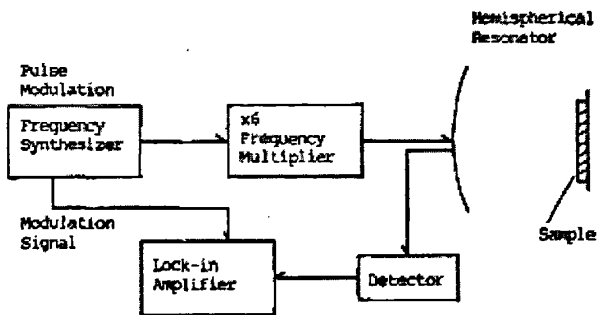 Hemispherical
Resonator
Pulse
Modulation
Frequency
Synthesizer
x6
Frequency
Multiplier
Modulation
Signal
Lock-in
Amplifier
Detector
Sample